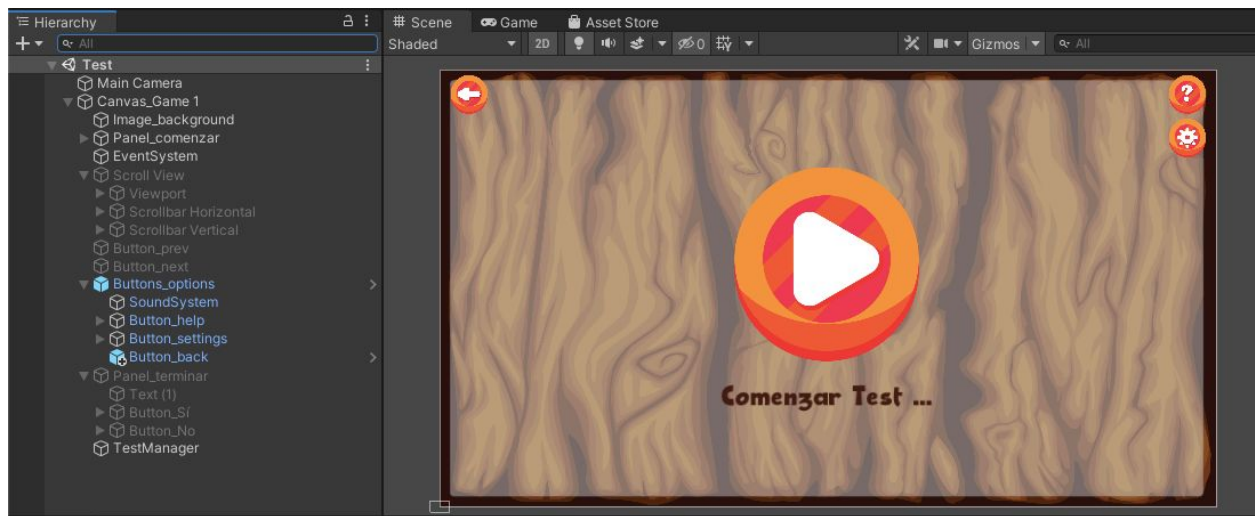 Hierarchy
All
Test
Main Camera
Canvas_Game 1
Image_background
Panel_comenzar
EventSystem
Scroll View
Viewport
Scrollbar Horizontal
Scrollbar Vertical
Button_prev
Button_next
Buttons_options
SoundSystem
Button_help
Button_settings
Button_back
Panel_terminar
Text (1)
Button_Sí
Button_No
TestManager
Scene Game Asset Store
Shaded 2D 0 Gizmos All
?
Comenzar Test ...